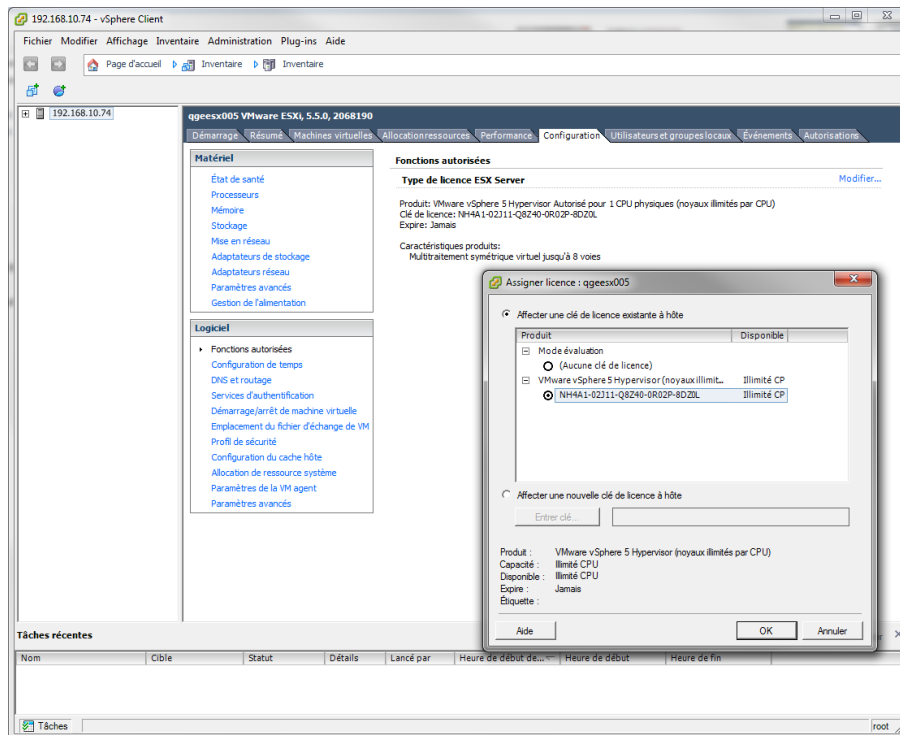 192.168.10.74 - vSphere Client
Fichier Modifier Affichage Inventaire Administration Plug-ins Aide
Page d'accueil Inventaire Inventaire
192.168.10.74
qgeesx005 VMware ESXi, 5.5.0, 2068190
Démarrage Résumé Machines virtuelles Allocation ressources Performance Configuration Utilisateurs et groupes locaux Événements Autorisations
Matériel
État de santé
Processeurs
Mémoire
Stockage
Mise en réseau
Adaptateurs de stockage
Adaptateurs réseau
Paramètres avancés
Gestion de l'alimentation
Logiciel
Fonctions autorisées
Configuration de temps
DNS et routage
Services d'authentification
Démarrage/arrêt de machine virtuelle
Emplacement du fichier d'échange de VM
Profil de sécurité
Configuration du cache hôte
Allocation de ressource système
Paramètres de la VM agent
Paramètres avancés
Fonctions autorisées
Type de licence ESX Server Modifier...
Produit: VMware vSphere 5 Hypervisor Autorisé pour 1 CPU physiques (noyaux illimités par CPU)
Clé de licence: NH4A1-02J11-Q8Z40-0R02P-8DZ0L
Expire: Jamais
Caractéristiques produits:
Multitraitement symétrique virtuel jusqu'à 8 voies
Assigner licence : qgeesx005
Affecter une clé de licence existante à hôte
Produit Disponible
Mode évaluation
(Aucune clé de licence)
VMware vSphere 5 Hypervisor (noyaux illimit... Illimité CP
NH4A1-02J11-Q8Z40-0R02P-8DZ0L Illimité CP
Affecter une nouvelle clé de licence à hôte
Entrer clé...
Produit : VMware vSphere 5 Hypervisor (noyaux illimités par CPU)
Capacité : Illimité CPU
Disponible : Illimité CPU
Expire : Jamais
Étiquette :
Aide OK Annuler
Tâches récentes
Nom Cible Statut Détails Lancé par Heure de début de... Heure de début Heure de fin
Tâches root